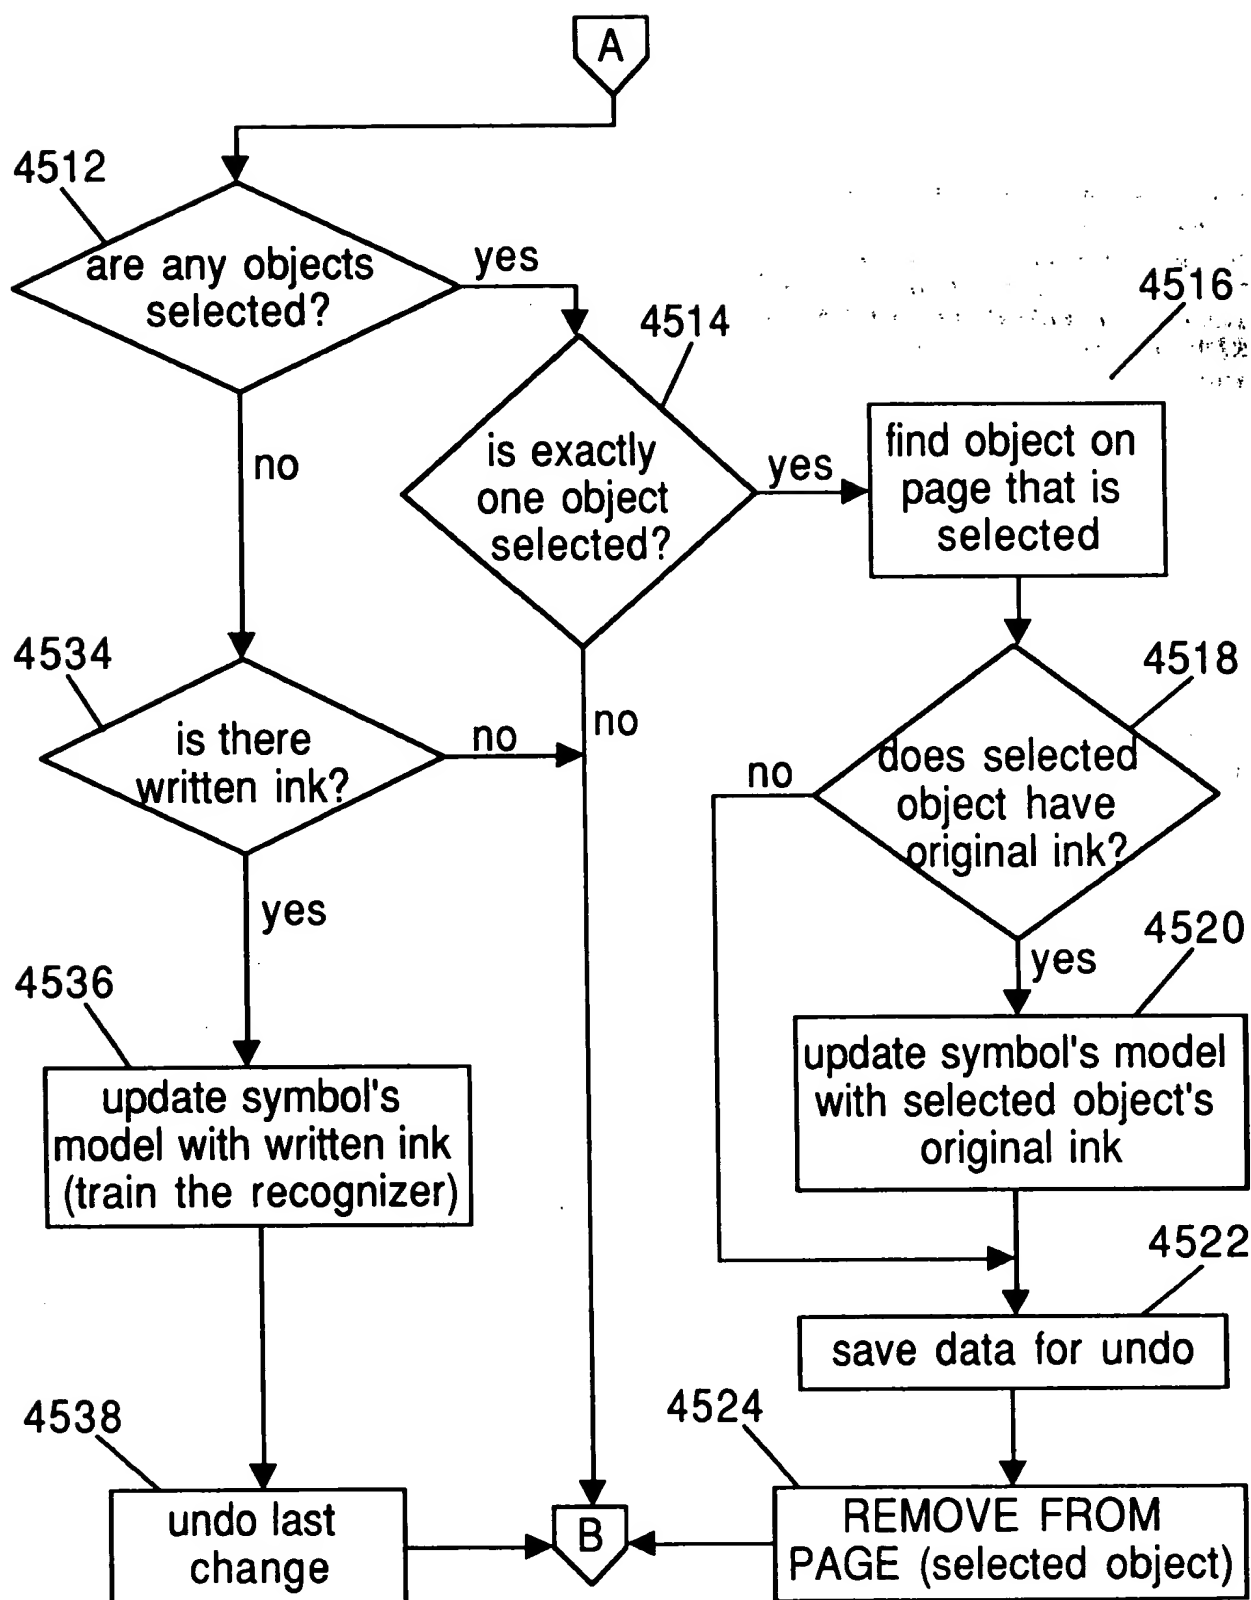 A
4512
are any objects
selected?
yes
no
4514
is exactly
one object
selected?
yes
no
4516
find object on
page that is
selected
4534
is there
written ink?
no
yes
4518
does selected
object have
original ink?
no
yes
4536
update symbol's
model with written ink
(train the recognizer)
4520
update symbol's model
with selected object's
original ink
4522
save data for undo
4538
undo last
change
B
4524
REMOVE FROM
PAGE (selected object)